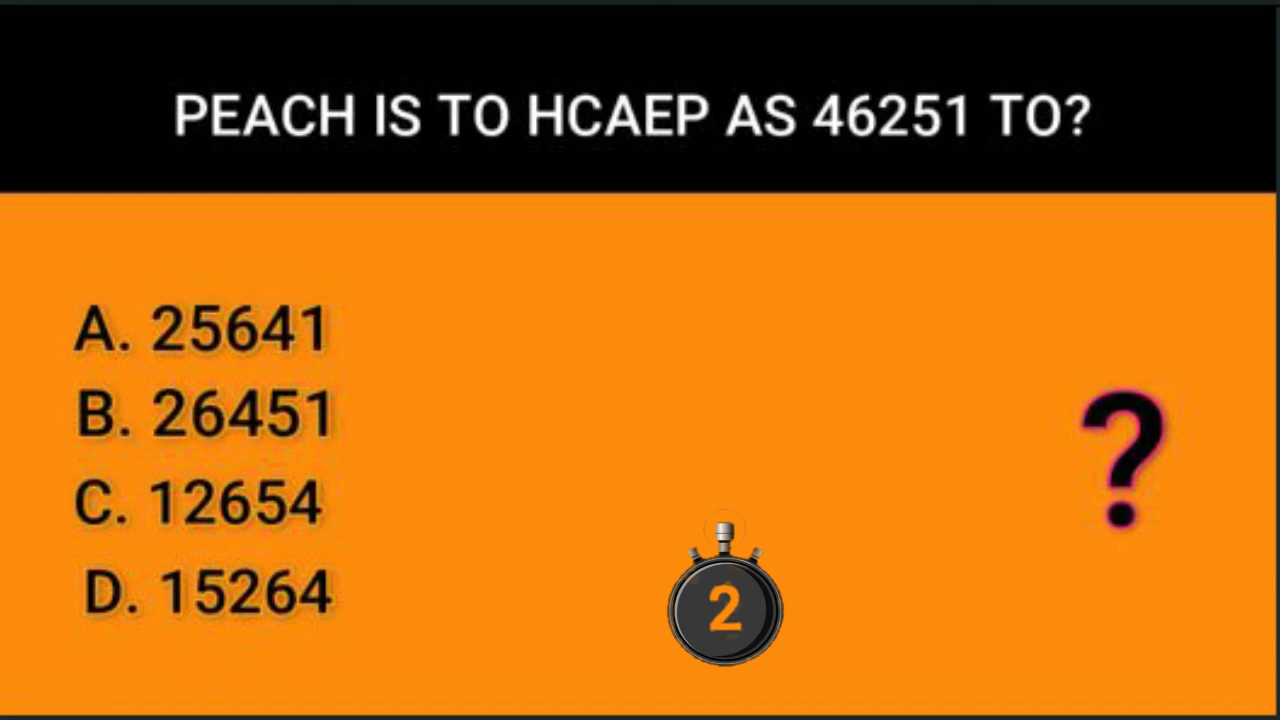 PEACH IS TO HCAEP AS 46251 TO?
A. 25641
B. 26451
C. 12654
D. 15264
?
2